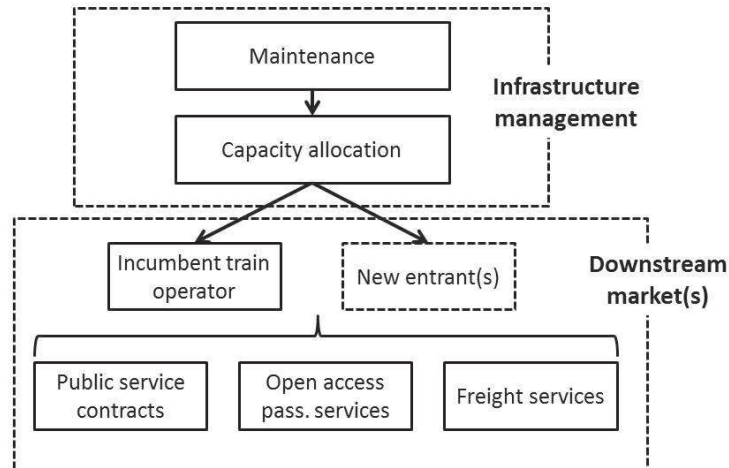 Maintenance
Infrastructure
management
Capacity allocation
Incumbent train
operator
New entrant(s)
Downstream
market(s)
Public service
contracts
Open access
pass. services
Freight services